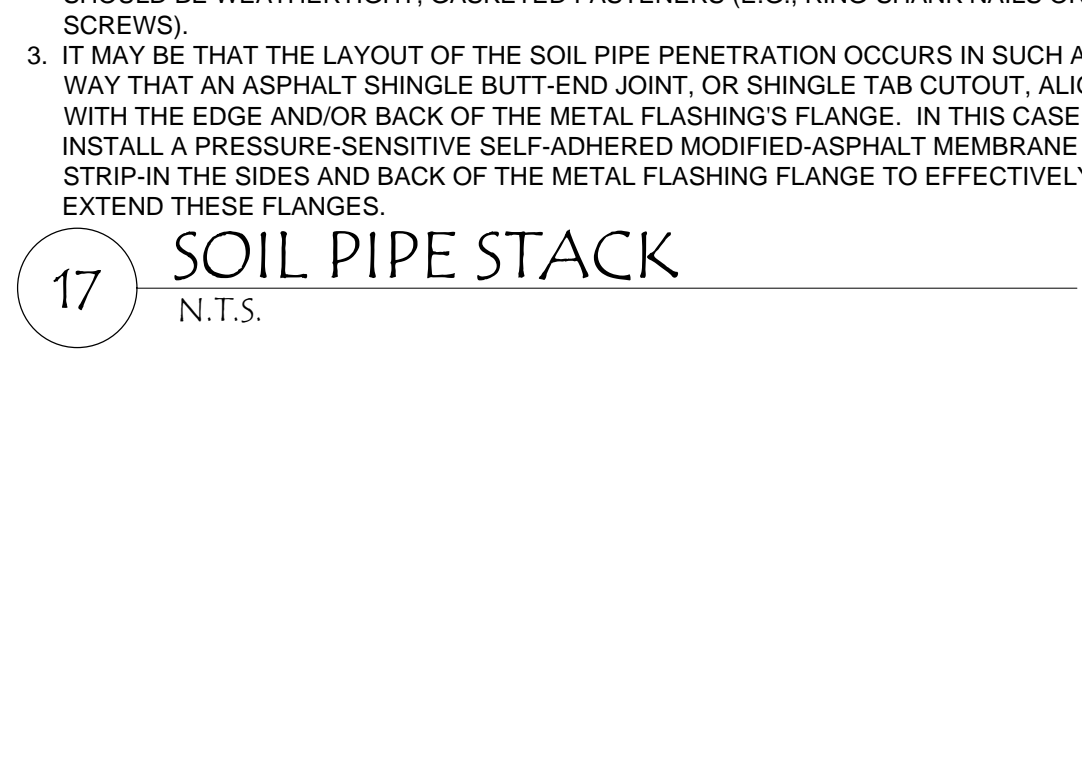 SCREWS).
3. IT MAY BE THAT THE LAYOUT OF THE SOIL PIPE PENETRATION OCCURS IN SUCH A
WAY THAT AN ASPHALT SHINGLE BUTT-END JOINT, OR SHINGLE TAB CUTOUT,
WITH THE EDGE AND/OR BACK OF THE METAL FLASHING'S FLANGE. IN THIS CASE
INSTALL A PRESSURE-SENSITIVE SELF-ADHERED MODIFIED-ASPHALT MEMBRANE
STRIP-IN THE SIDES AND BACK OF THE METAL FLASHING FLANGE TO EFFECTIVELY
EXTEND THESE FLANGES.
17 SOIL PIPE STACK
N.T.S.